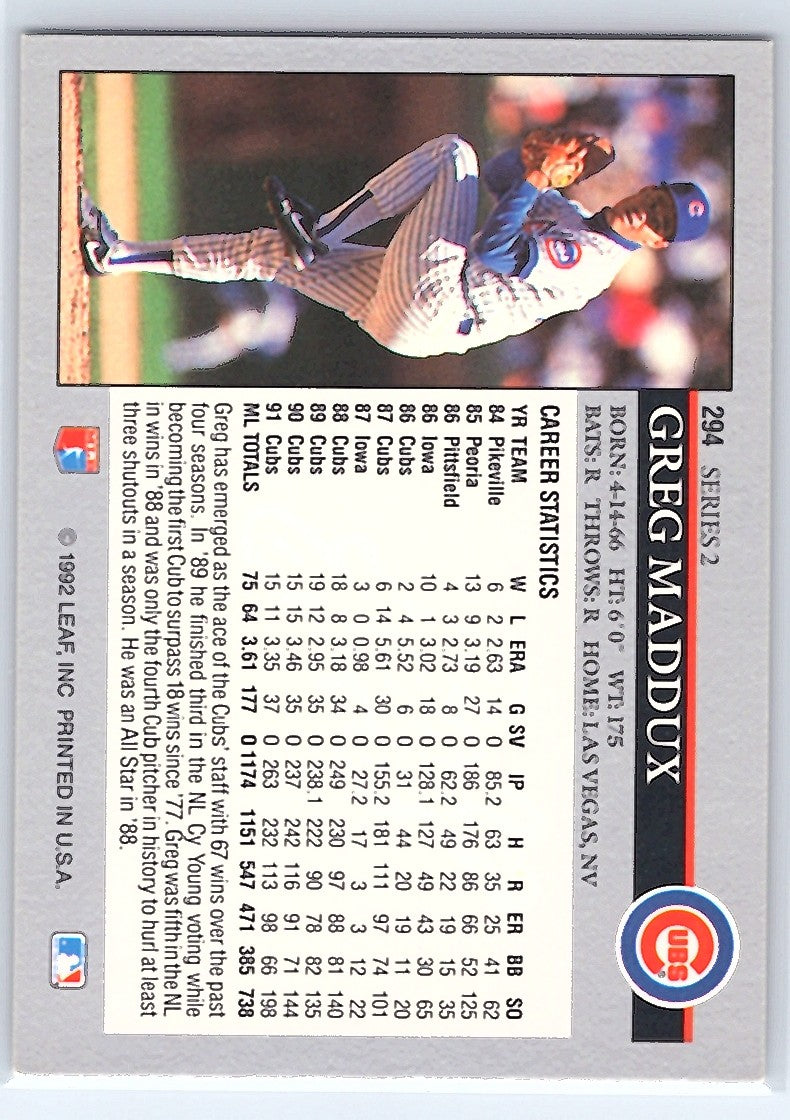 294 SERIES 2
GREG MADDUX
BORN: 4-14-66 HT: 6'0" WT: 175
BATS: R THROWS: R HOME: LAS VEGAS, NV
CUBS
C
CAREER STATISTICS
YR TEAM W L ERA G SV IP H R ER BB SO
84 Pikeville 6 2 2.63 14 0 85.2 63 35 25 41 62
85 Peoria 13 9 3.19 27 0 186 176 86 66 52 125
86 Pittsfield 4 3 2.73 8 0 62.2 49 22 19 15 35
86 Iowa 10 1 3.02 18 0 128.1 127 49 43 30 65
86 Cubs 2 4 5.52 6 0 31 44 20 19 11 20
87 Cubs 6 14 5.61 30 0 155.2 181 111 97 74 101
87 Iowa 3 0 0.98 4 0 27.2 17 3 3 12 22
88 Cubs 18 8 3.18 34 0 249 230 97 88 81 140
89 Cubs 19 12 2.95 35 0 238.1 222 90 78 82 135
90 Cubs 15 15 3.46 35 0 237 242 116 91 71 144
91 Cubs 15 11 3.35 37 0 263 232 113 98 66 198
ML TOTALS 75 64 3.61 177 0 1174 1151 547 471 385 738
Greg has emerged as the ace of the Cubs' staff with 67 wins over the past
four seasons. In '89 he finished third in the NL Cy Young voting while
becoming the first Cub to surpass 18 wins since '77. Greg was fifth in the NL
in wins in '88 and was only the fourth Cub pitcher in history to hurl at least
three shutouts in a season. He was an All Star in '88.
© 1992 LEAF, INC PRINTED IN U.S.A.